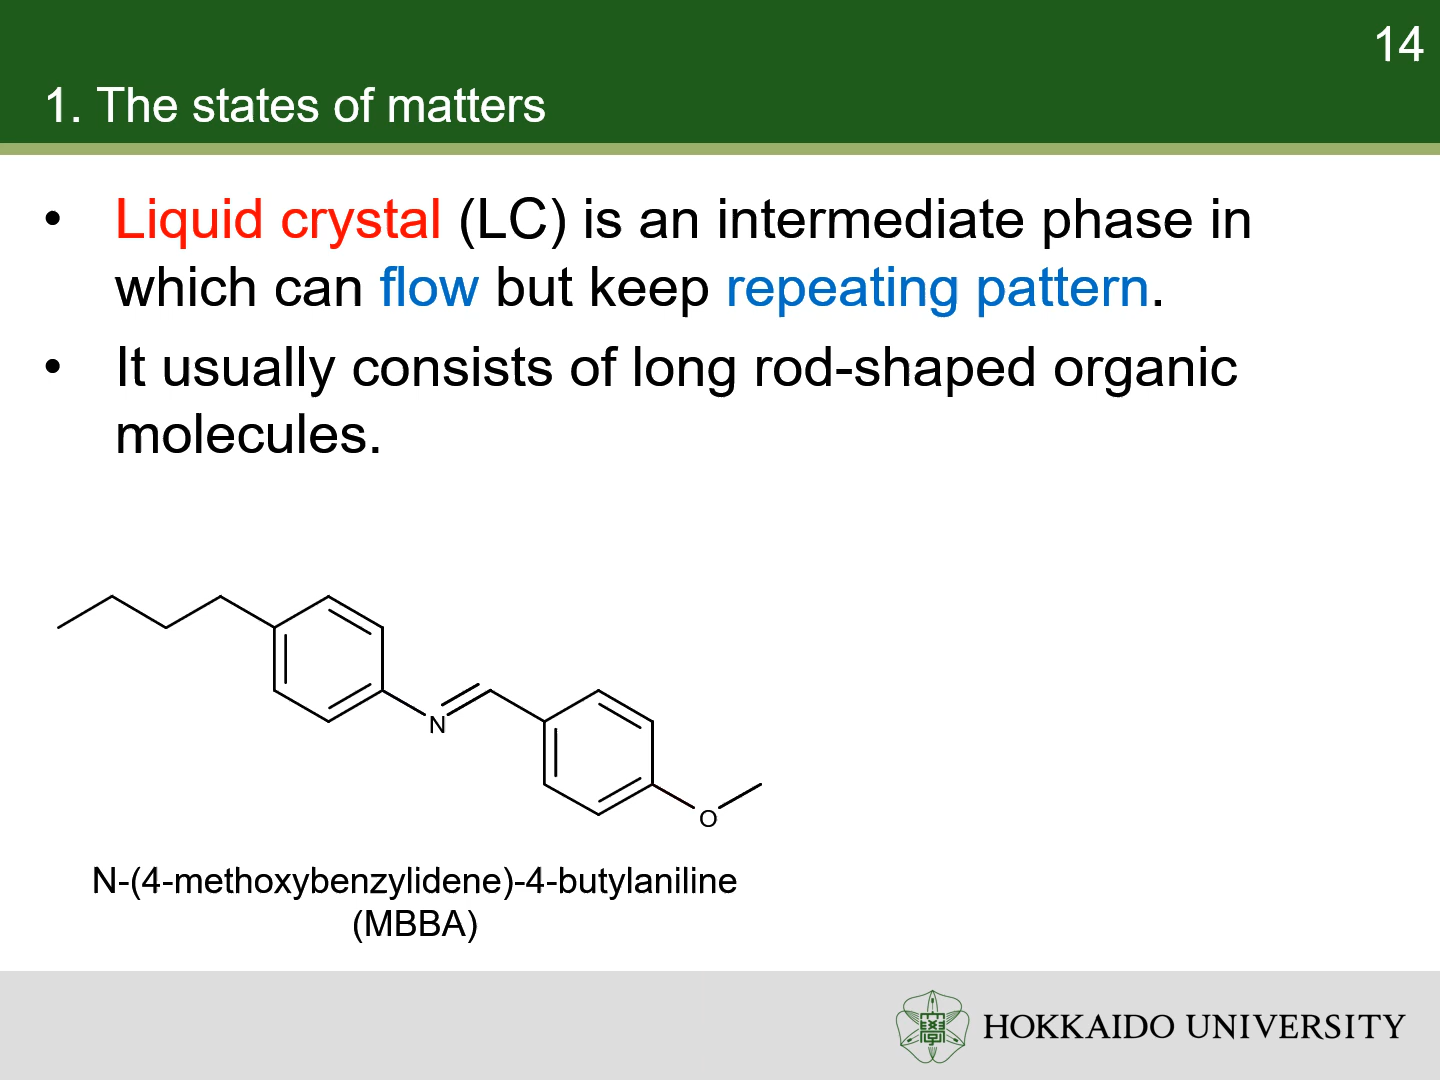 14
1. The states of matters
• Liquid crystal (LC) is an intermediate phase in
which can flow but keep repeating pattern.
• It usually consists of long rod-shaped organic
molecules.
N
O
N-(4-methoxybenzylidene)-4-butylaniline
(MBBA)
HOKKAIDO UNIVERSITY